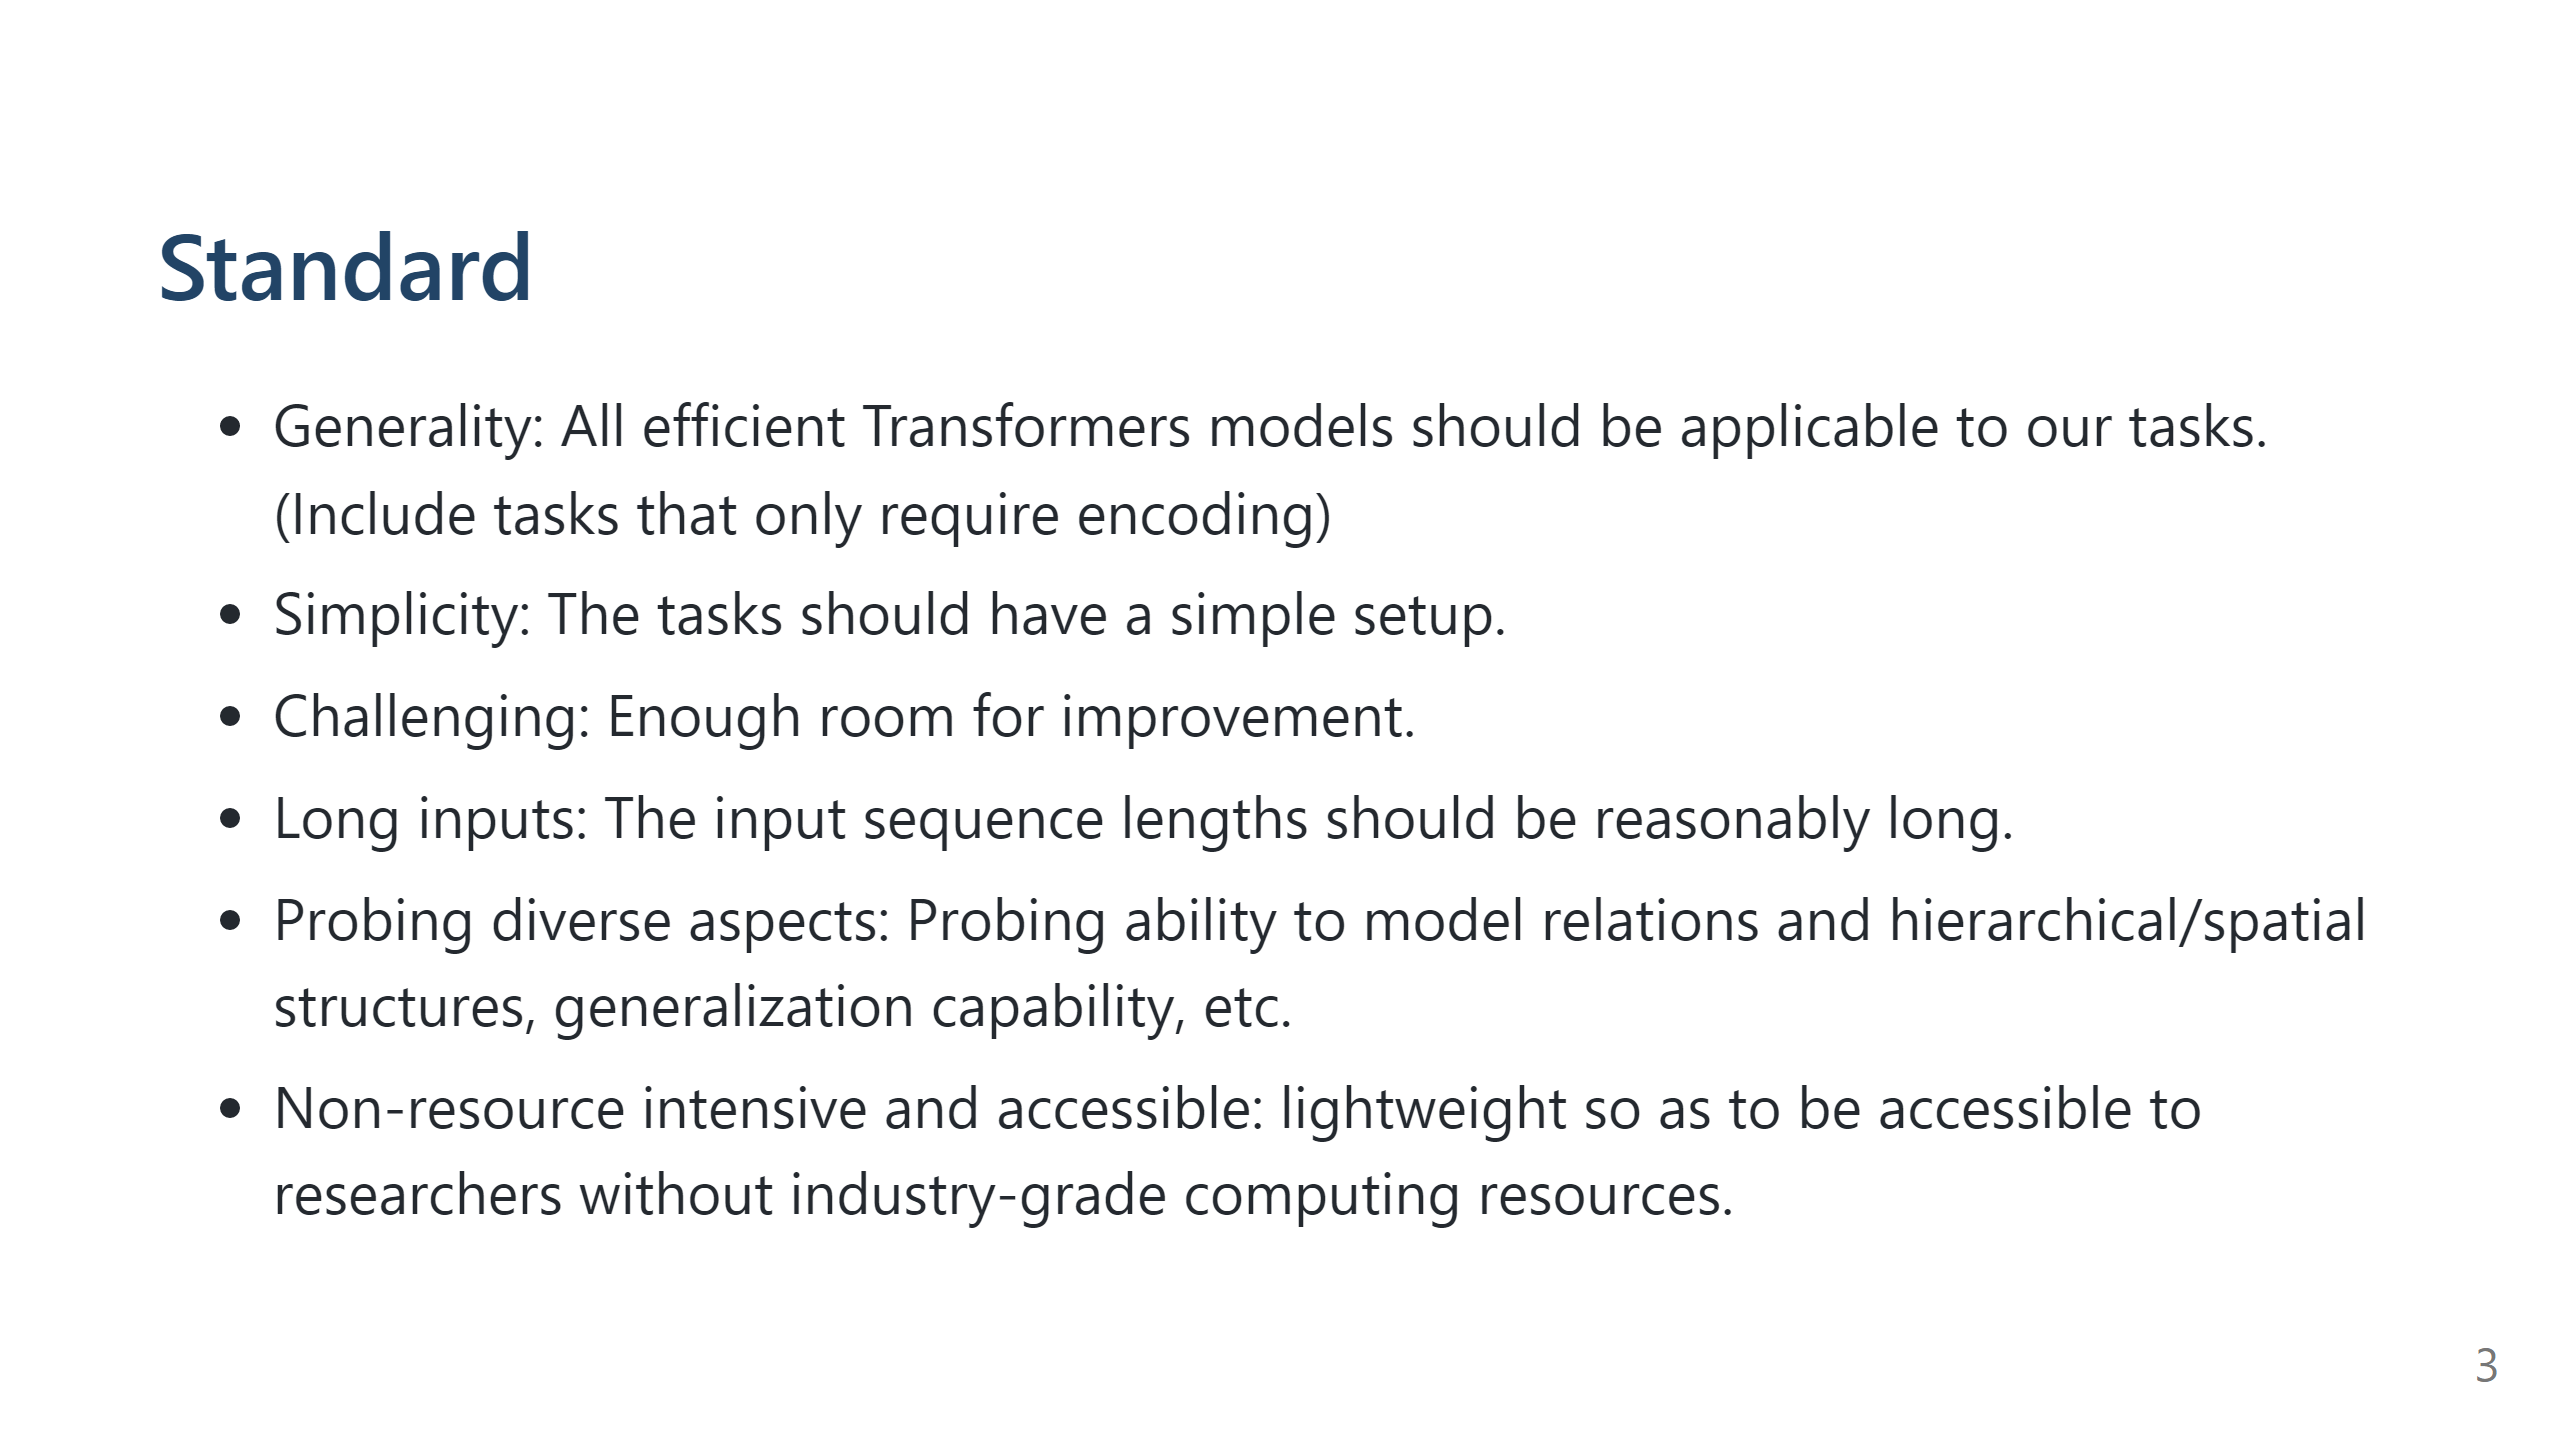 Standard
• Generality: All efficient Transformers models should be applicable to our tasks.
(Include tasks that only require encoding)
• Simplicity: The tasks should have a simple setup.
• Challenging: Enough room for improvement.
• Long inputs: The input sequence lengths should be reasonably long.
• Probing diverse aspects: Probing ability to model relations and hierarchical/spatial
structures, generalization capability, etc.
• Non-resource intensive and accessible: lightweight so as to be accessible to
researchers without industry-grade computing resources.
3